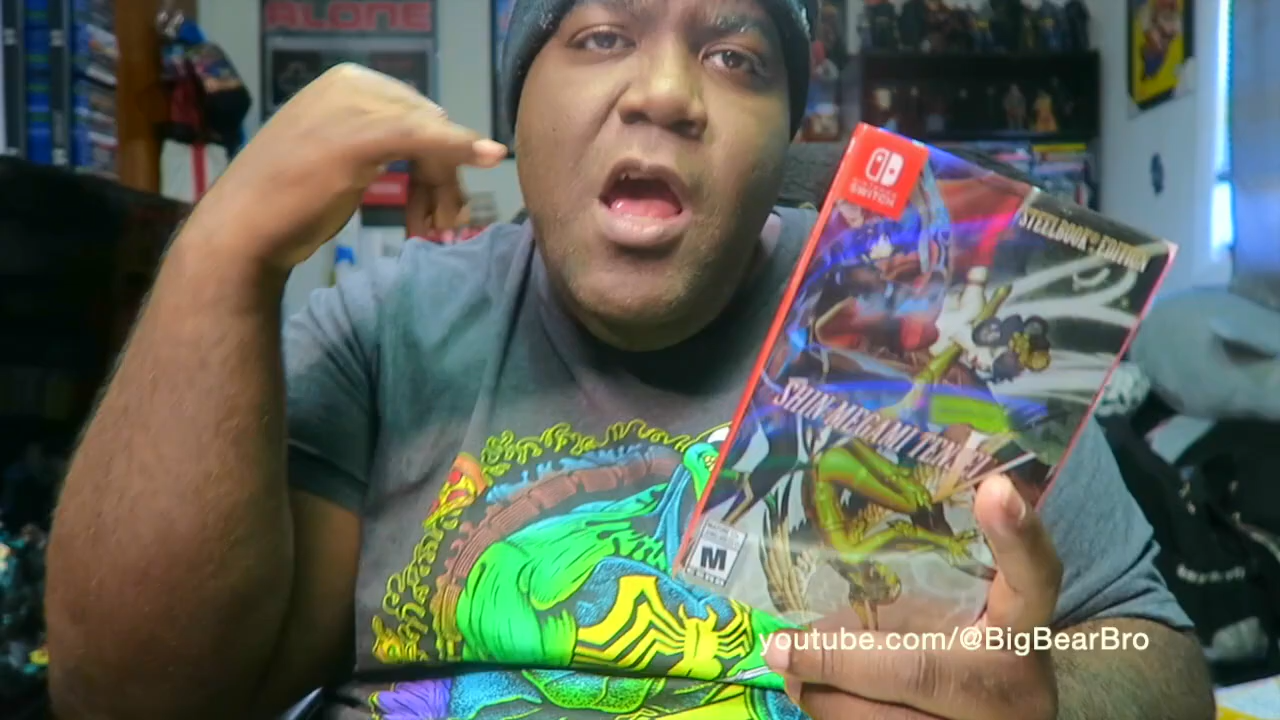 ALONE
NINTENDO
SWITCH
STEELBOOK® EDITION
SHIN MEGAMI TENSEI V
M
youtube.com/@BigBearBro